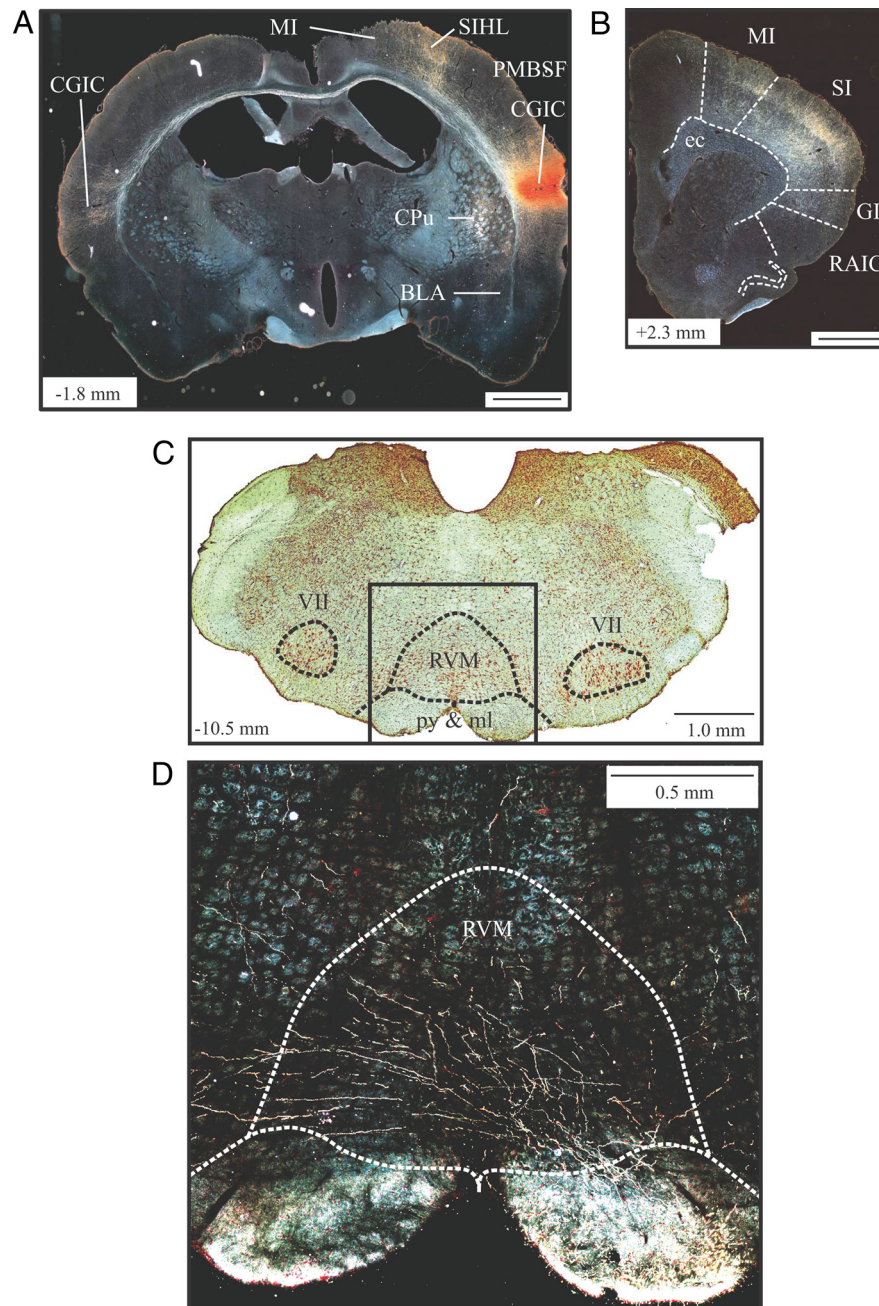 A
MI
SIHL
PMBSF
CGIC
CGIC
CPu
BLA
-1.8 mm
B
MI
SI
ec
GI
RAIC
+2.3 mm
C
VII
VII
RVM
py & ml
-10.5 mm
1.0 mm
D
0.5 mm
RVM